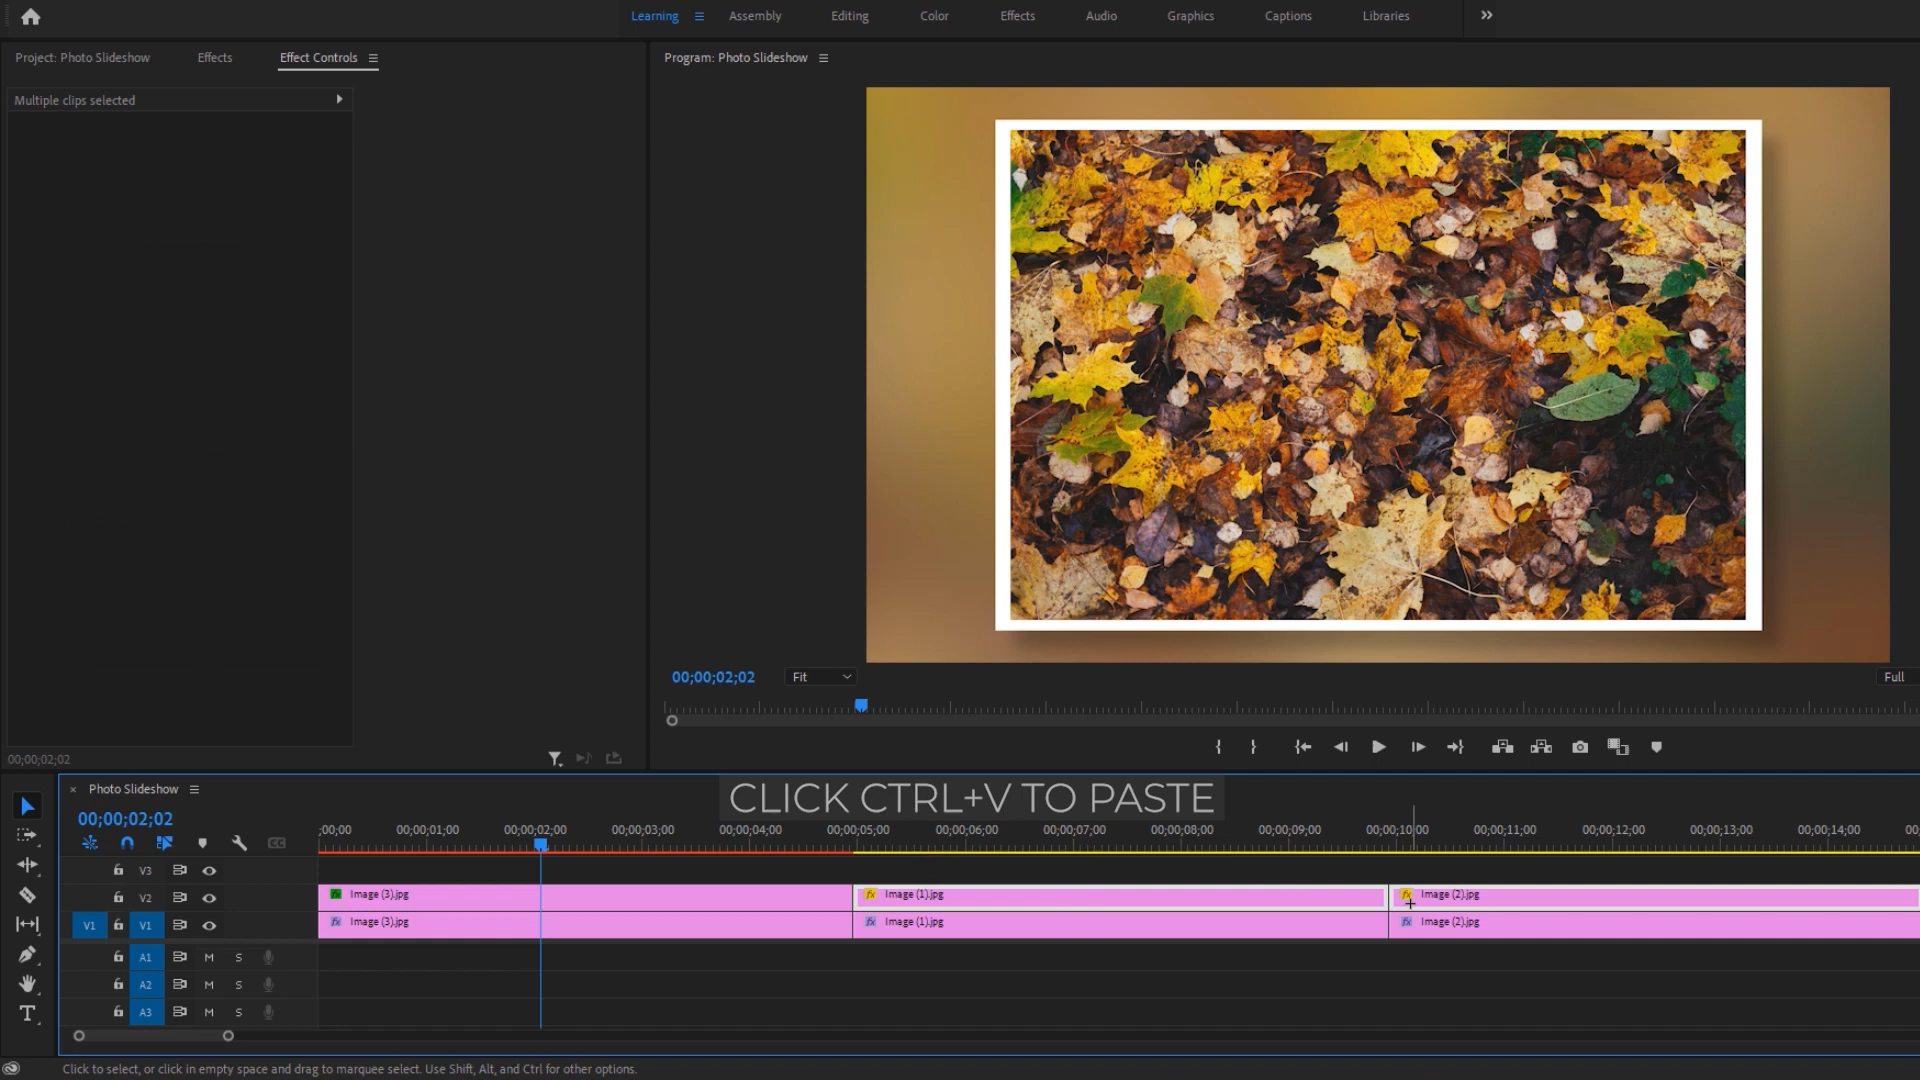 Learning
Assembly
Editing
Color
Effects
Audio
Graphics
Captions
Libraries
Project: Photo Slideshow
Effects
Effect Controls
Program: Photo Slideshow
Multiple clips selected
00;00;02;02
Fit
Full
00;00;02;02
× Photo Slideshow
CLICK CTRL+V TO PASTE
00;00;02;02
;00;00
00;00;01;00
00;00;02;00
00;00;03;00
00;00;04;00
00;00;05;00
00;00;06;00
00;00;07;00
00;00;08;00
00;00;09;00
00;00;10;00
00;00;11;00
00;00;12;00
00;00;13;00
00;00;14;00
00
V3
V2
fx Image (3).jpg
fx Image (1).jpg
fx Image (2).jpg
V1
V1
fx Image (3).jpg
fx Image (1).jpg
fx Image (2).jpg
A1 M S
A2 M S
A3 M S
Click to select, or click in empty space and drag to marquee select. Use Shift, Alt, and Ctrl for other options.